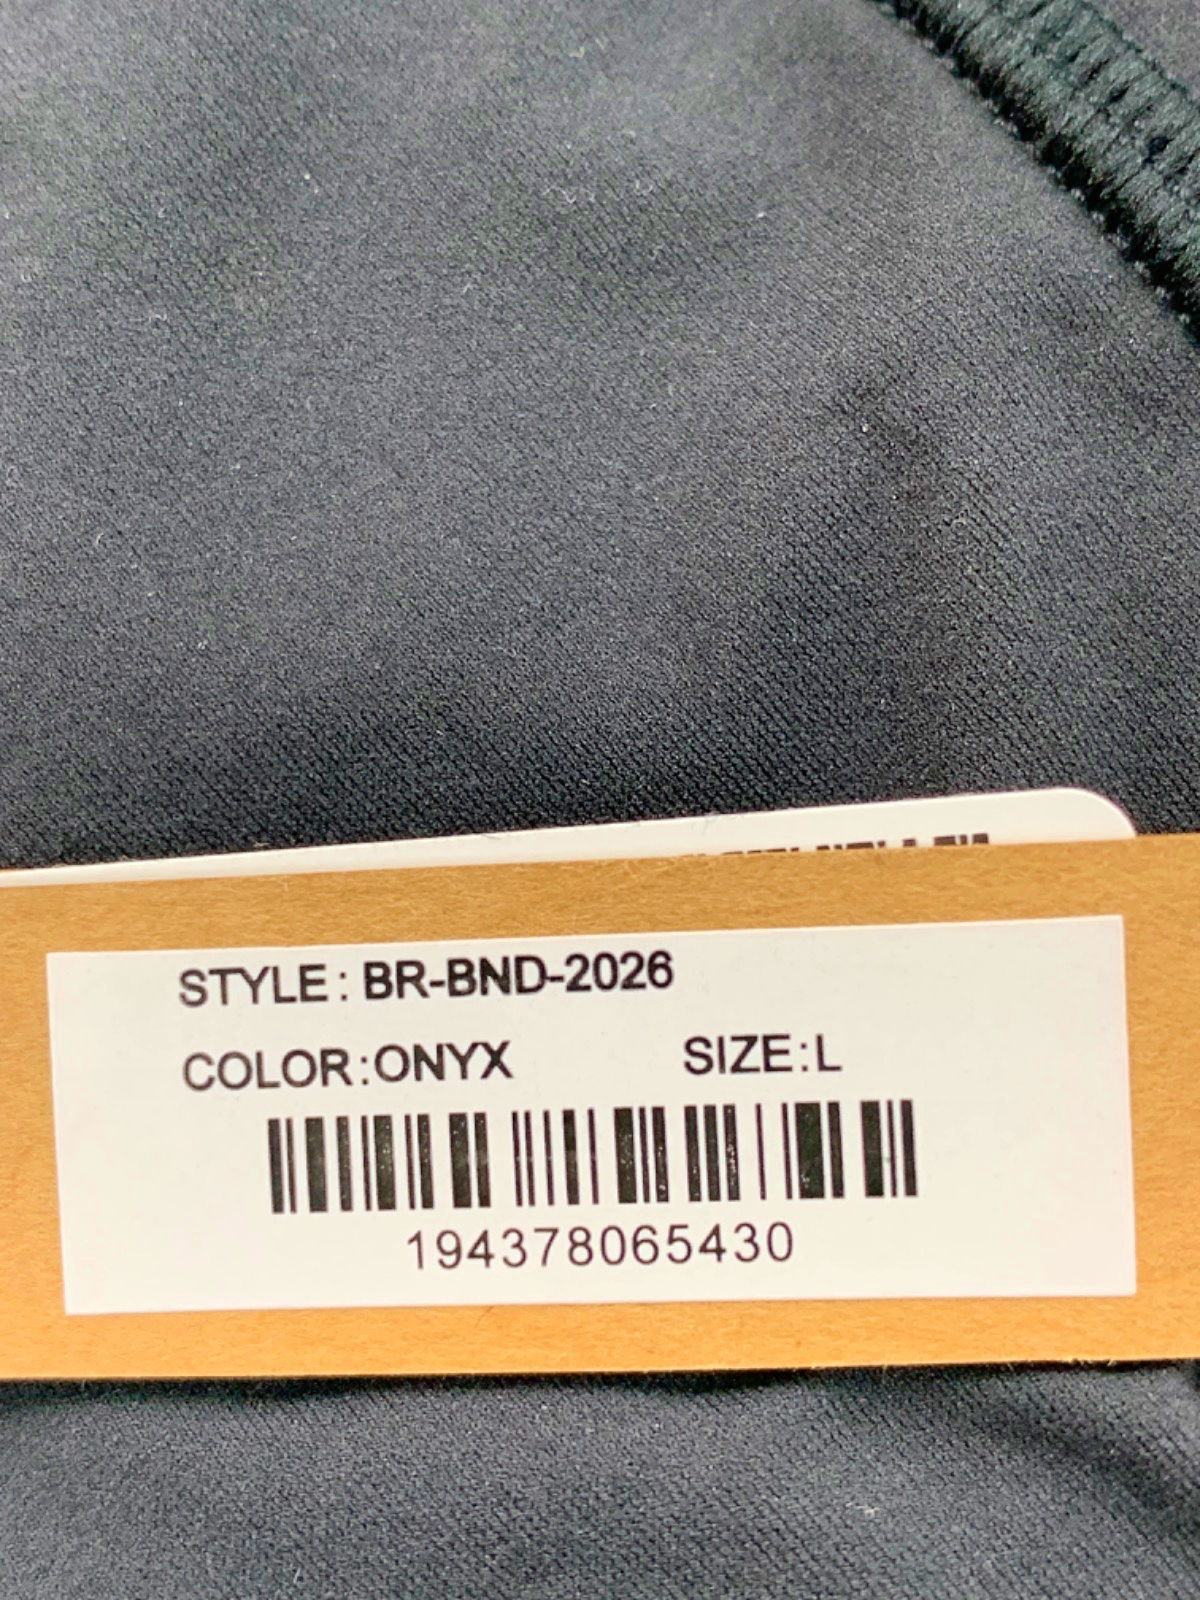 STYLE: BR-BND-2026
COLOR:ONYX SIZE:L
194378065430